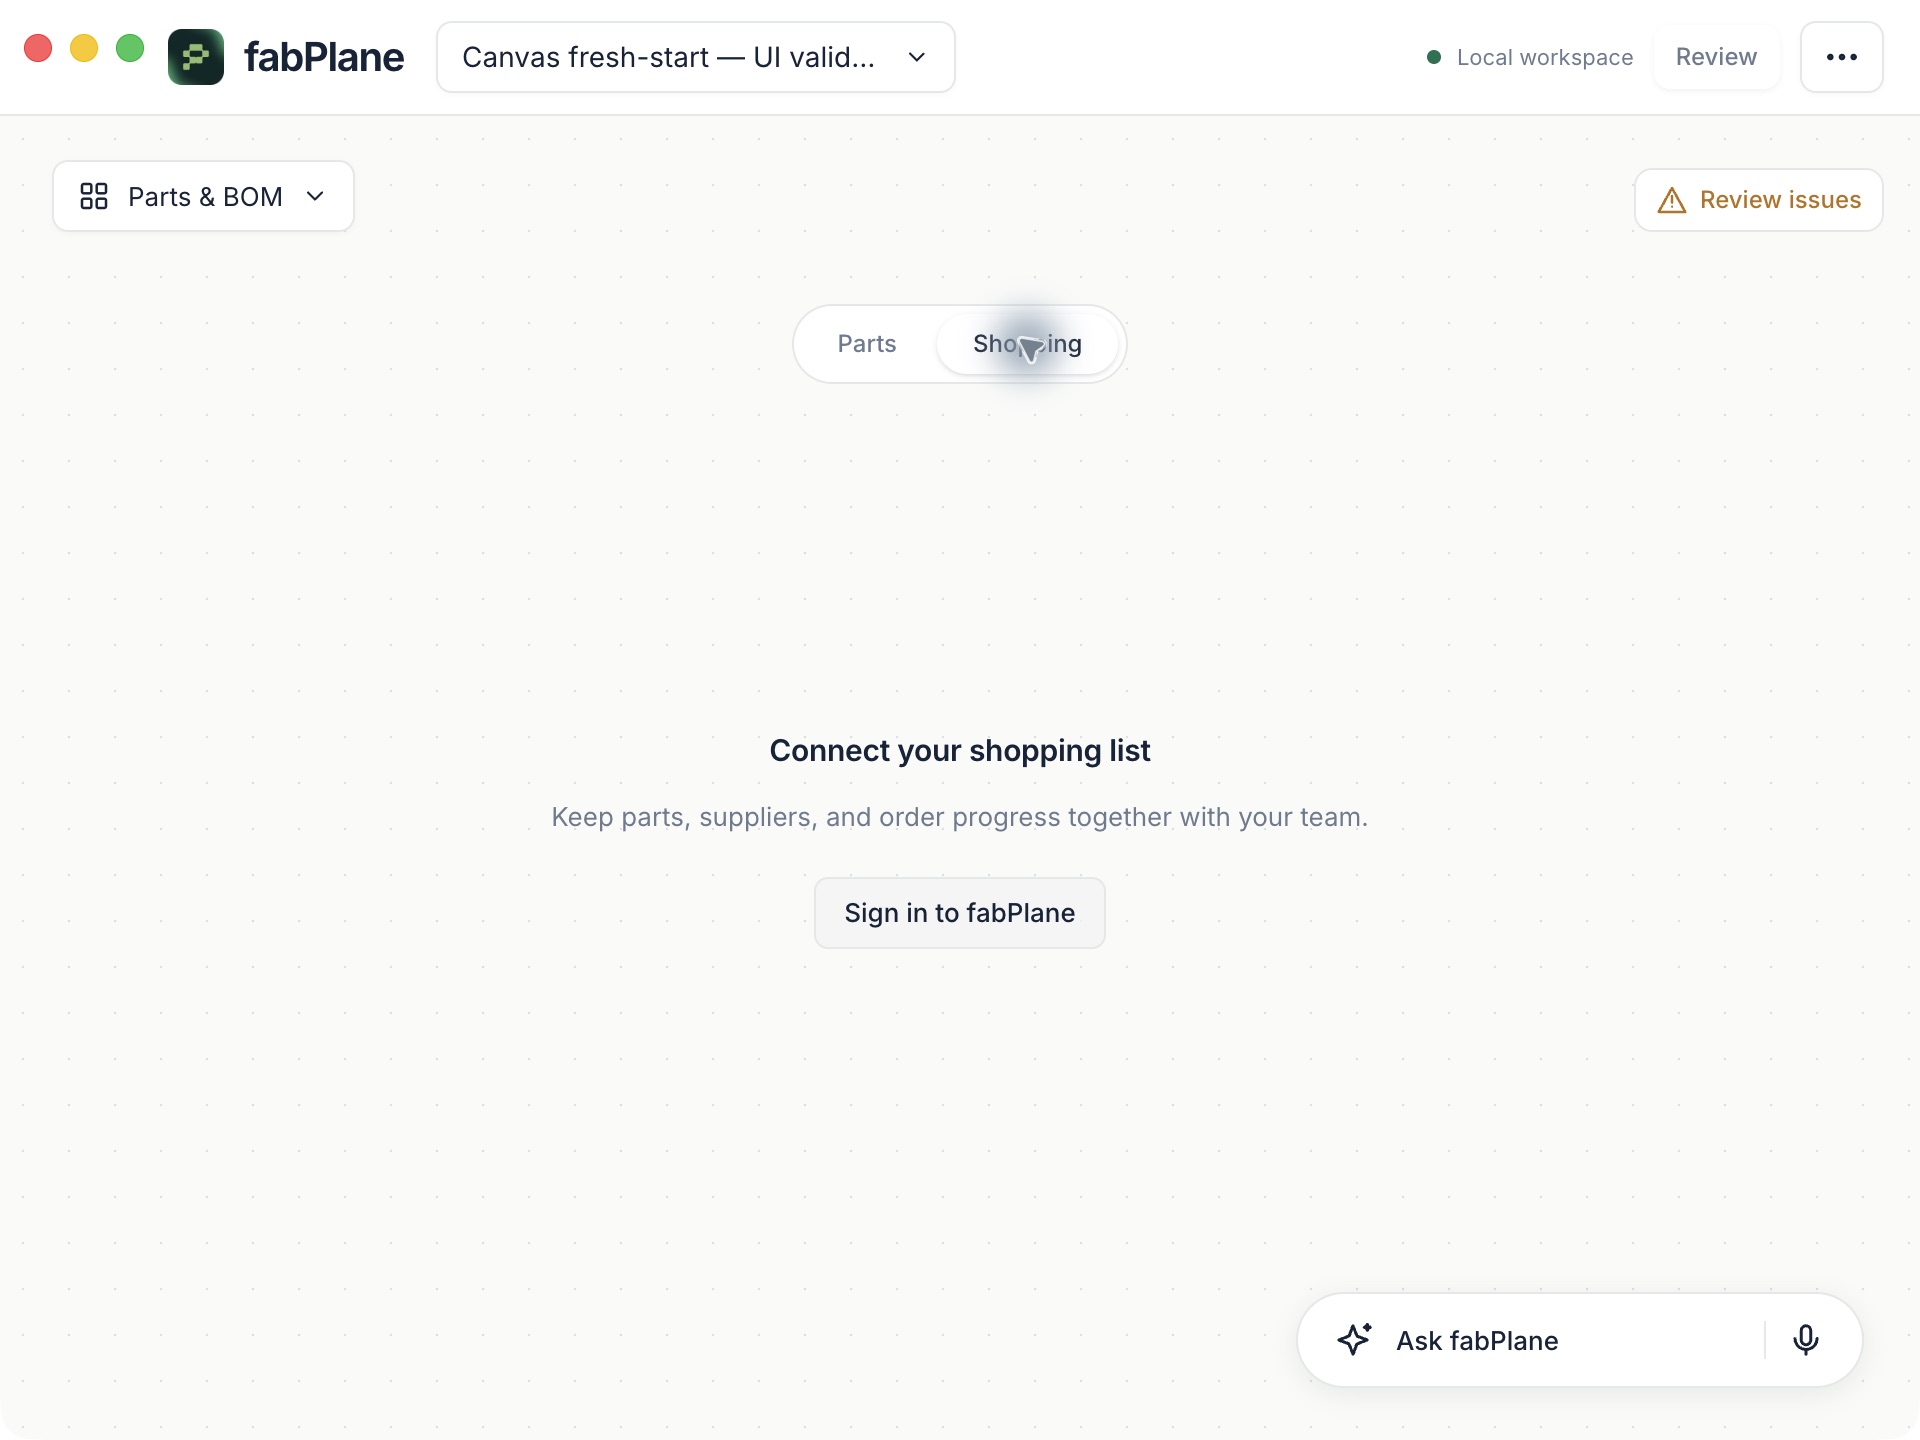 fabPlane
Canvas fresh-start — UI valid...
Local workspace
Review
Parts & BOM
Review issues
Parts
Shopping
Connect your shopping list
Keep parts, suppliers, and order progress together with your team.
Sign in to fabPlane
Ask fabPlane